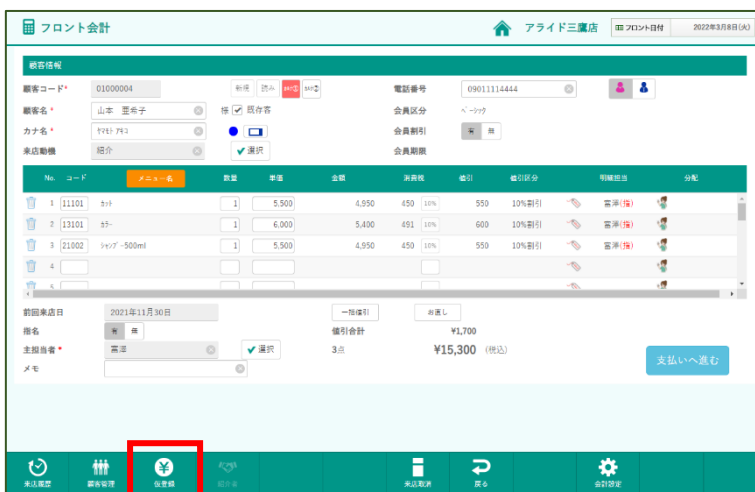 フロント会計
アライド三鷹店
フロント日付
2022年3月8日(火)
顧客情報
顧客コード*
01000004
新規
読み
電話番号
09011114444
顧客名 *
山本 亜希子
様
既存客
会員区分
ベーシック
カナ名 *
ヤマモト アキコ
会員割引
有
無
来店動機
紹介
選択
会員期限
No. コード メニュー名 数量 単価 金額 消費税 値引 値引区分 明細担当 分配
1 11101 カット 1 5,500 4,950 450 10% 550 10%割引 富澤(指)
2 13101 カラー 1 6,000 5,400 491 10% 600 10%割引 富澤(指)
3 21002 シャンプー500ml 1 5,500 4,950 450 10% 550 10%割引 富澤(指)
4
5
前回来店日
2021年11月30日
一括値引
お直し
指名
有
無
値引合計
¥1,700
主担当者 *
富澤
選択
3点
¥15,300 (税込)
メモ
支払いへ進む
来店履歴
顧客管理
仮登録
紹介者
来店取消
戻る
会計設定